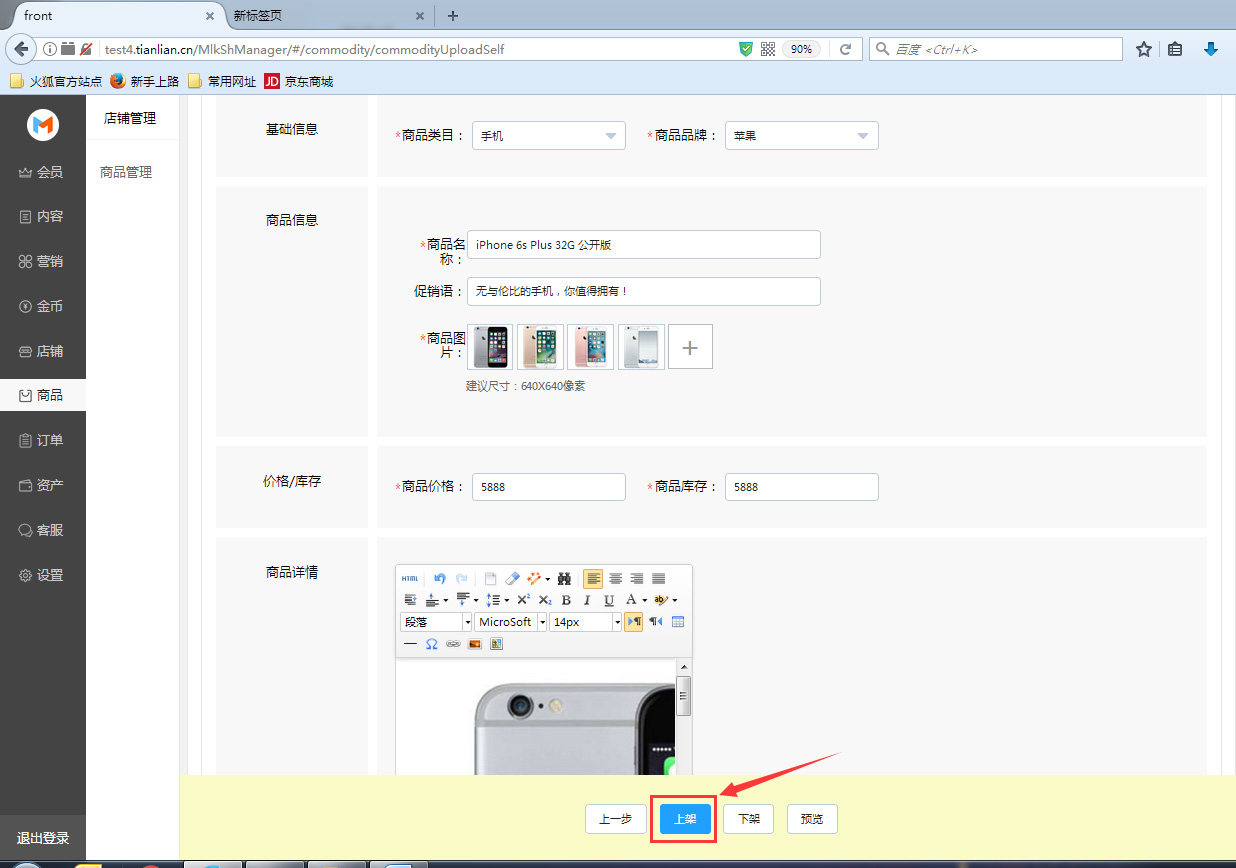 front
新标签页
test4.tianlian.cn/MlkShManager/#/commodity/commodityUploadSelf
90%
百度 <Ctrl+K>
火狐官方站点
新手上路
常用网址
JD
京东商城
会员
内容
营销
金币
店铺
商品
订单
资产
客服
设置
退出登录
店铺管理
商品管理
基础信息
*商品类目：
手机
*商品品牌：
苹果
商品信息
*商品名
称：
iPhone 6s Plus 32G 公开版
促销语：
无与伦比的手机，你值得拥有！
*商品图
片：
建议尺寸：640X640像素
价格/库存
*商品价格：
5888
*商品库存：
5888
商品详情
HTML
段落
MicroSoft
14px
上一步
上架
下架
预览